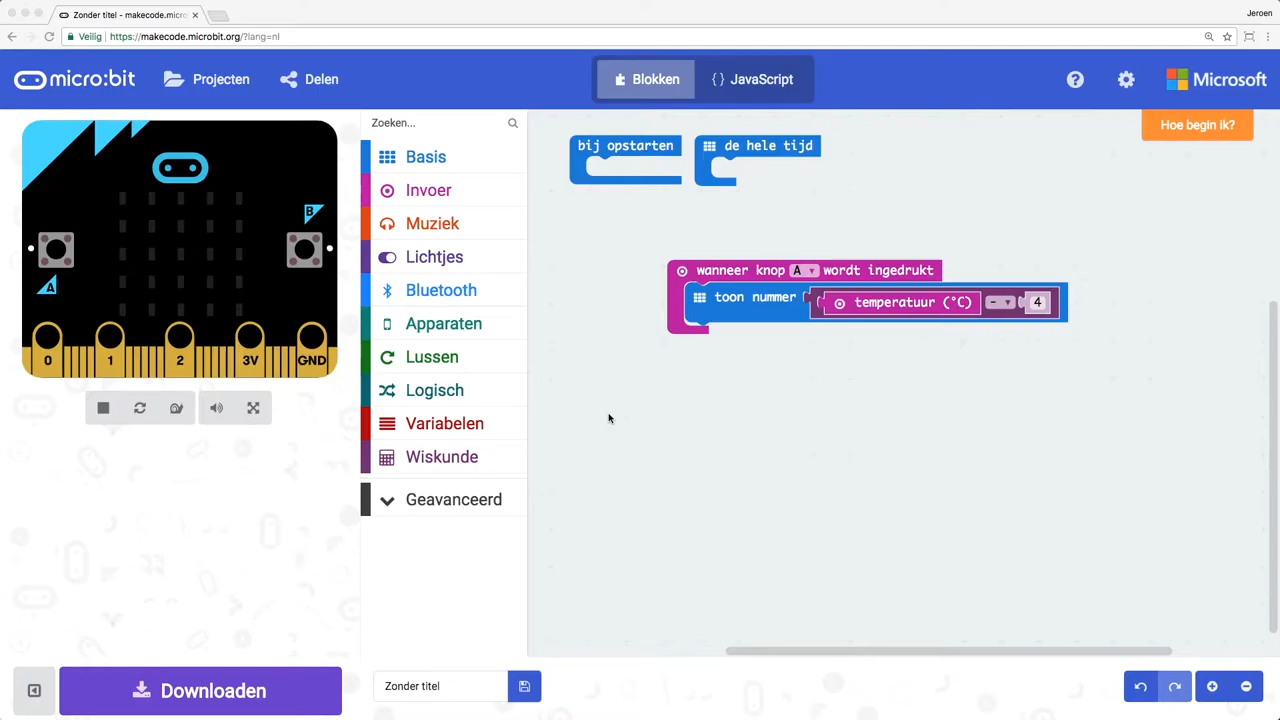 Zonder titel - makecode.micro
Jeroen
Veilig
https://makecode.microbit.org/?lang=nl
micro:bit
Projecten
Delen
Blokken
{ } JavaScript
?
Microsoft
Hoe begin ik?
Zoeken...
Basis
Invoer
Muziek
Lichtjes
Bluetooth
Apparaten
Lussen
Logisch
Variabelen
Wiskunde
Geavanceerd
A
B
0
1
2
3V
GND
bij opstarten
de hele tijd
wanneer knop A wordt ingedrukt
toon nummer temperatuur (°C) - 4
Downloaden
Zonder titel